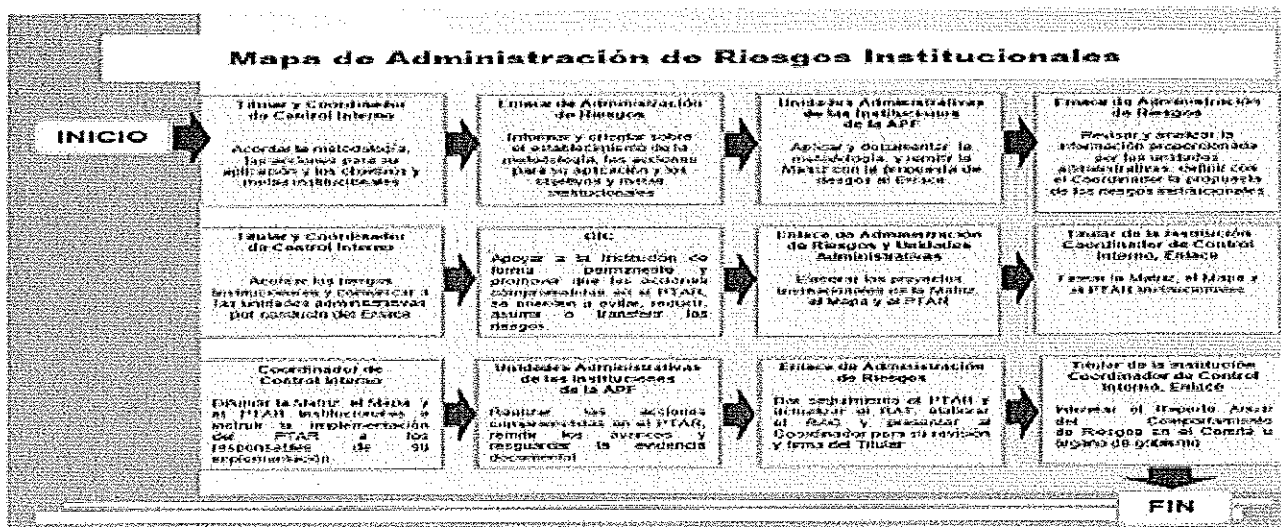 Mapa de Administración de Riesgos Institucionales
INICIO
Titular y Coordinador
de Control Interno
Acordar la metodología,
las acciones para su
aplicación y los objetivos y
metas institucionales
Enlace de Administración
de Riesgos
Informar y orientar sobre
el establecimiento de la
metodología, las acciones
para su aplicación y los
objetivos y metas
institucionales
Unidades Administrativas
de las Instituciones
de la APF
Aplicar y documentar la
metodología, y remitir la
Matriz con la propuesta de
riesgos al Enlace
Enlace de Administración
de Riesgos
Revisar y analizar la
información proporcionada
por las unidades
administrativas, definir con
el Coordinador la propuesta
de los riesgos institucionales
Titular y Coordinador
de Control Interno
Acordar los riesgos
institucionales y comunicar a
las unidades administrativas
por conducto del Enlace
OIC
Apoyar a la Institución de
forma permanente y
promover que las acciones
comprometidas en el PTAR,
se orienten a evitar, reducir,
asumir o transferir los
riesgos
Enlace de Administración
de Riesgos y Unidades
Administrativas
Elaborar los proyectos
institucionales de la Matriz,
el Mapa y el PTAR
Titular de la Institución
Coordinador de Control
Interno, Enlace
Firmar la Matriz, el Mapa y
el PTAR Institucionales
Coordinador de
Control Interno
Difundir la Matriz, el Mapa y
el PTAR Institucionales e
instruir la implementación
del PTAR a los
responsables de su
implementación
Unidades Administrativas
de las Instituciones
de la APF
Realizar las acciones
comprometidas en el PTAR,
remitir los avances y
resguardar la evidencia
documental
Enlace de Administración
de Riesgos
Dar seguimiento al PTAR y
actualizar el RAT, elaborar
el RAC y presentar al
Coordinador para su revisión
y firma del Titular
Titular de la Institución
Coordinador de Control
Interno, Enlace
Informar el Reporte Anual
del Comportamiento
de Riesgos en el Comité u
órgano de gobierno
FIN